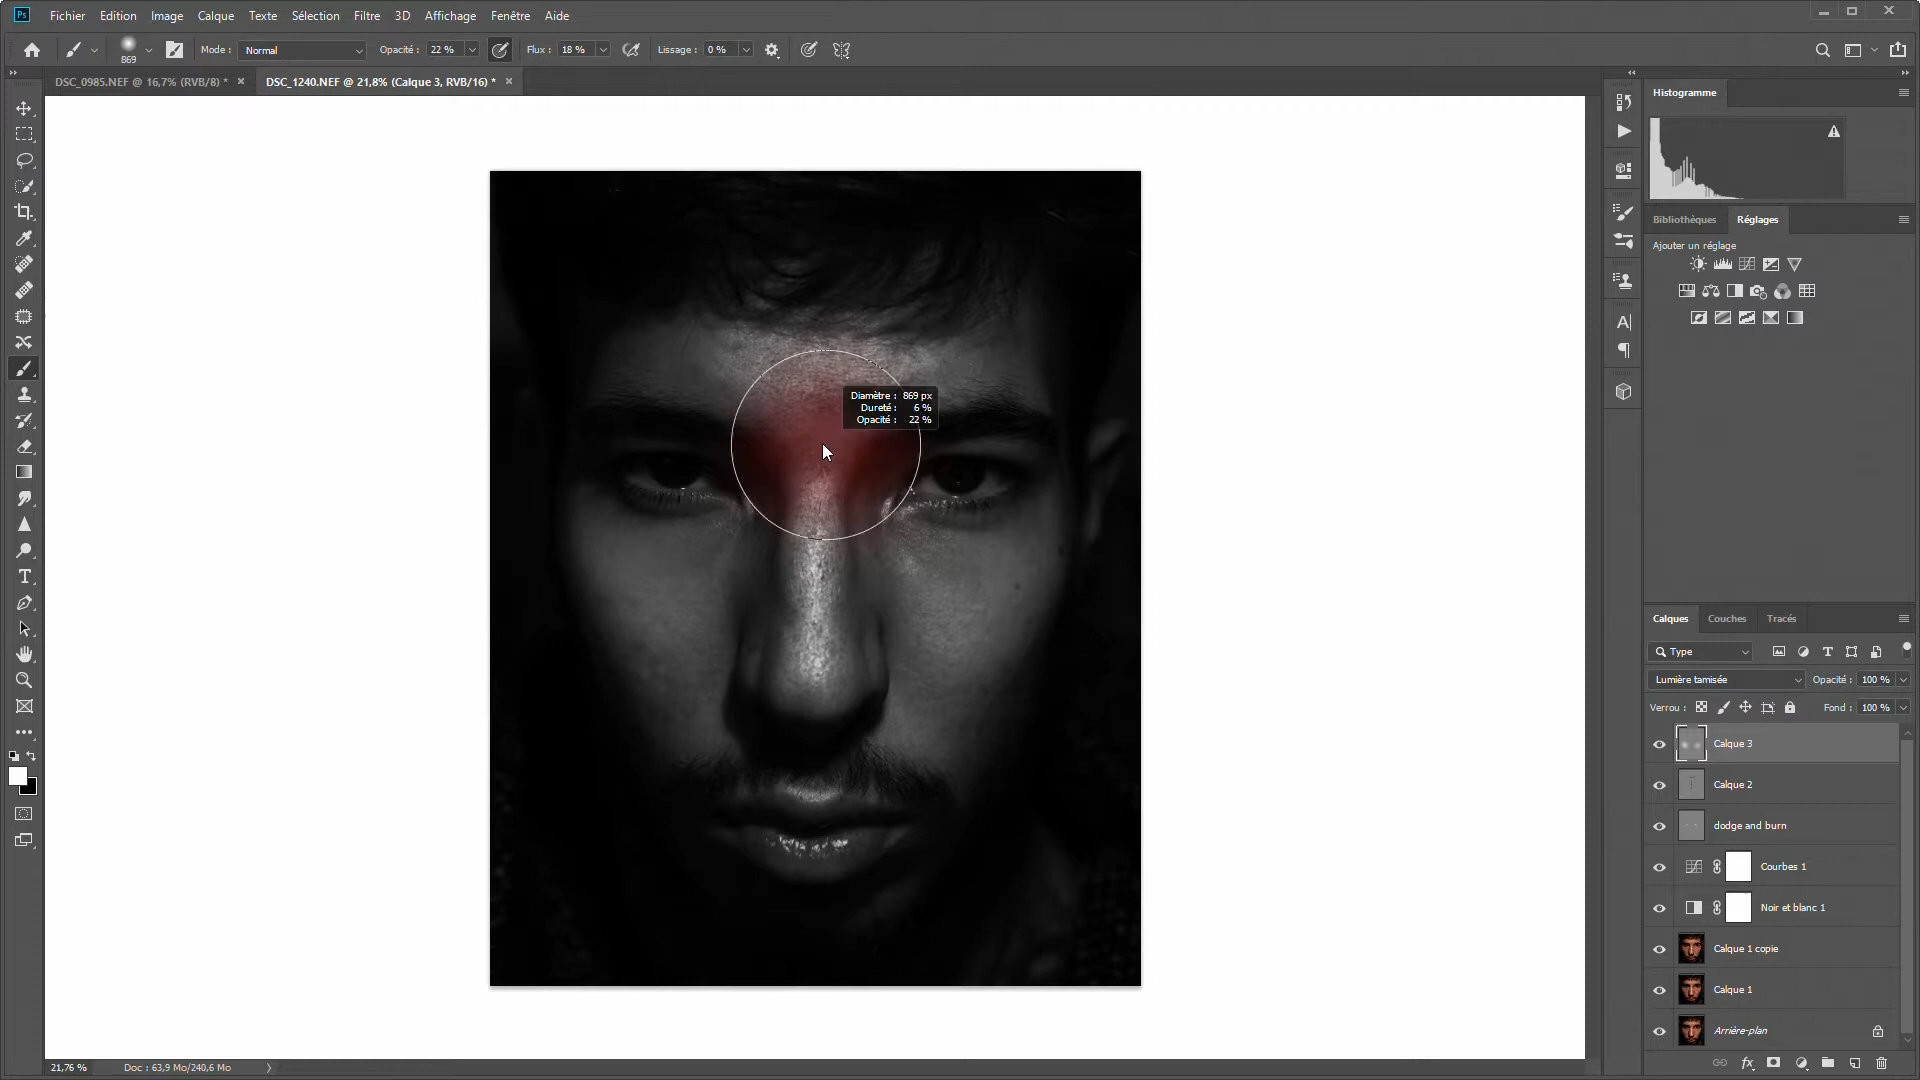 Ps Fichier Edition Image Calque Texte Sélection Filtre 3D Affichage Fenêtre Aide
869 Mode : Normal Opacité : 22 % Flux : 18 % Lissage : 0 %
DSC_0985.NEF @ 16,7% (RVB/8) * DSC_1240.NEF @ 21,8% (Calque 3, RVB/16) *
Histogramme
Bibliothèques Réglages
Ajouter un réglage
Diamètre : 869 px
Dureté : 6 %
Opacité : 22 %
Calques Couches Tracés
Type
Lumière tamisée Opacité : 100 %
Verrou : Fond : 100 %
Calque 3
Calque 2
dodge and burn
Courbes 1
Noir et blanc 1
Calque 1 copie
Calque 1
Arrière-plan
21,76 % Doc : 63,9 Mo/240,6 Mo